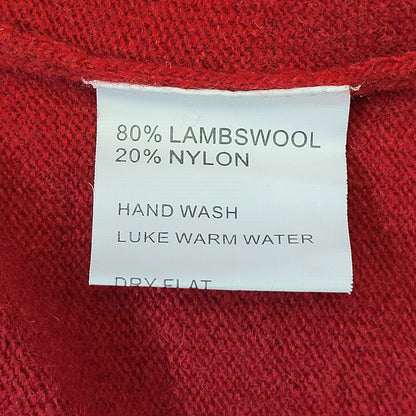 80% LAMBSWOOL
20% NYLON
HAND WASH
LUKE WARM WATER
DRY FLAT